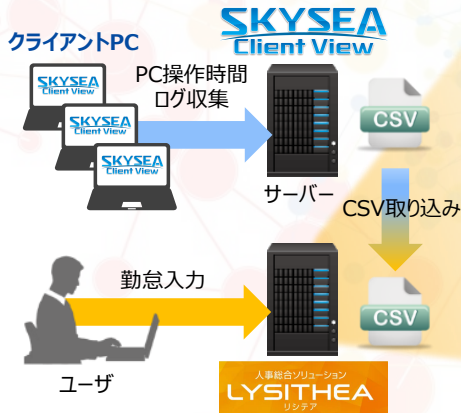 クライアントPC
SKYSEA
Client View
SKYSEA
Client View
SKYSEA
Client View
SKYSEA
Client View
PC操作時間
ログ収集
CSV
サーバー
CSV取り込み
勤怠入力
CSV
ユーザ
人事総合ソリューション
LYSITHEA
リシテア